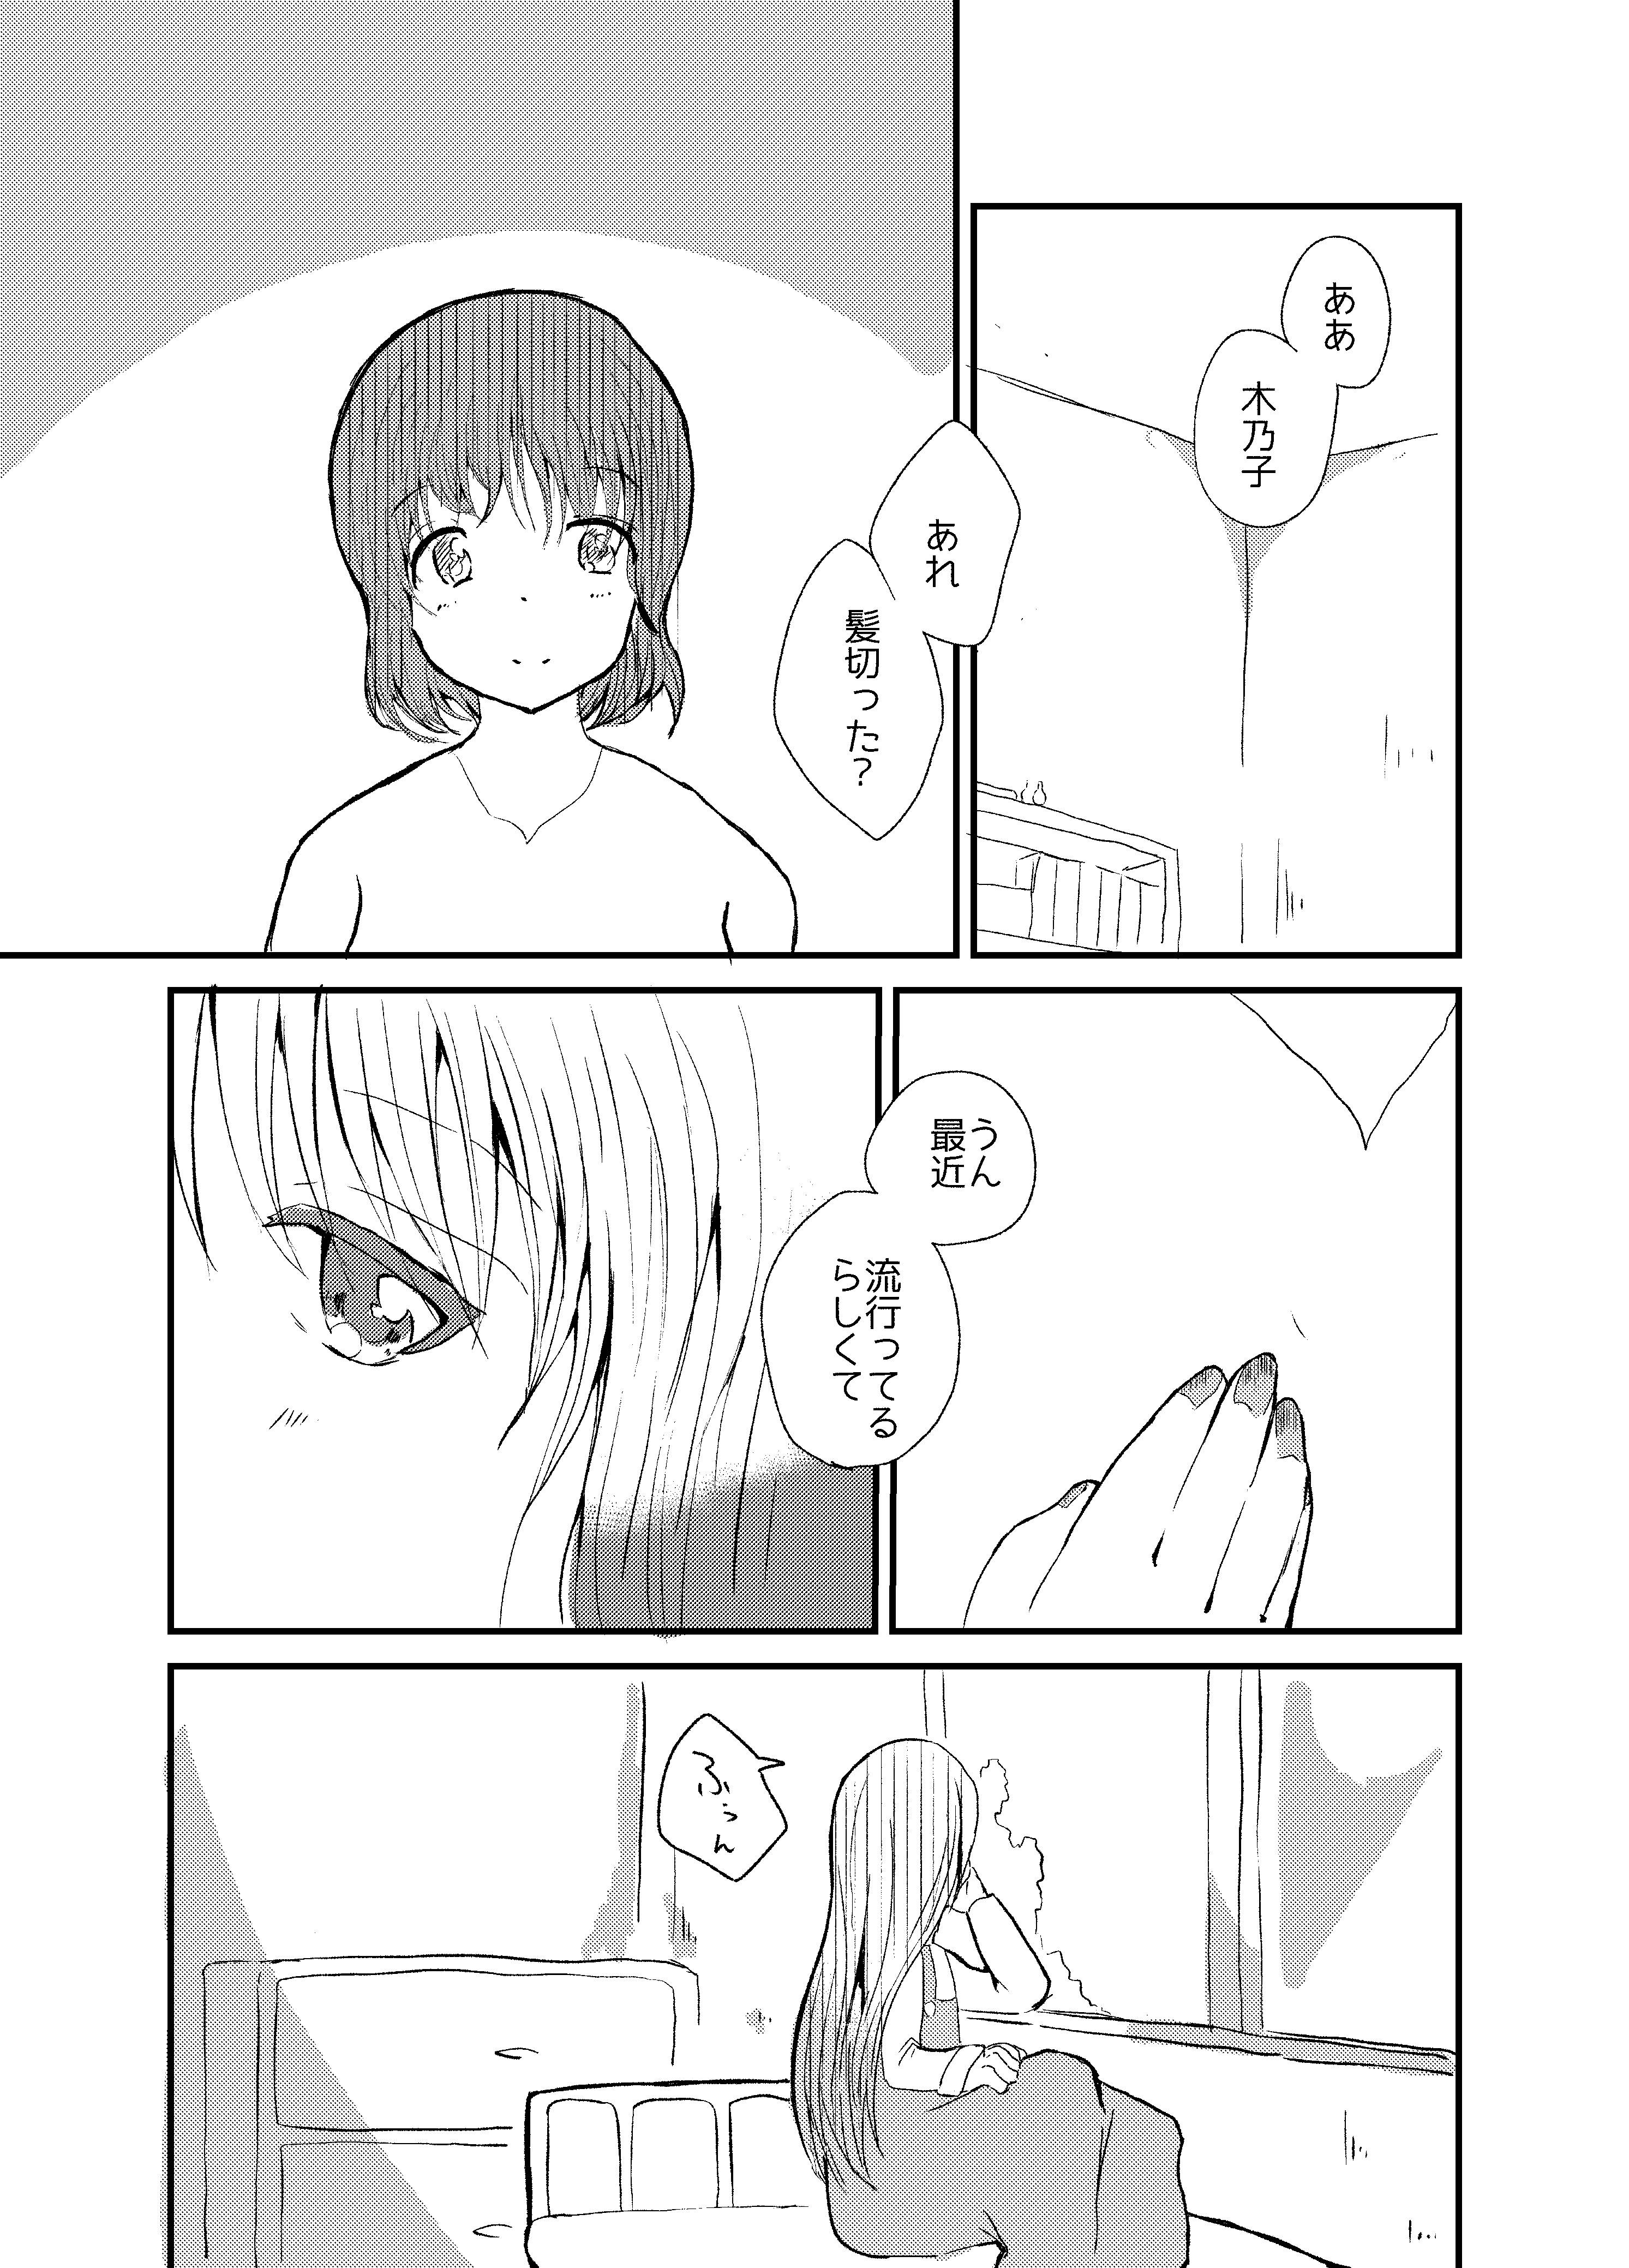 ああ
木乃子
あれ
髪切った?
うん
最近
流行ってる
らしくて
ふぅん